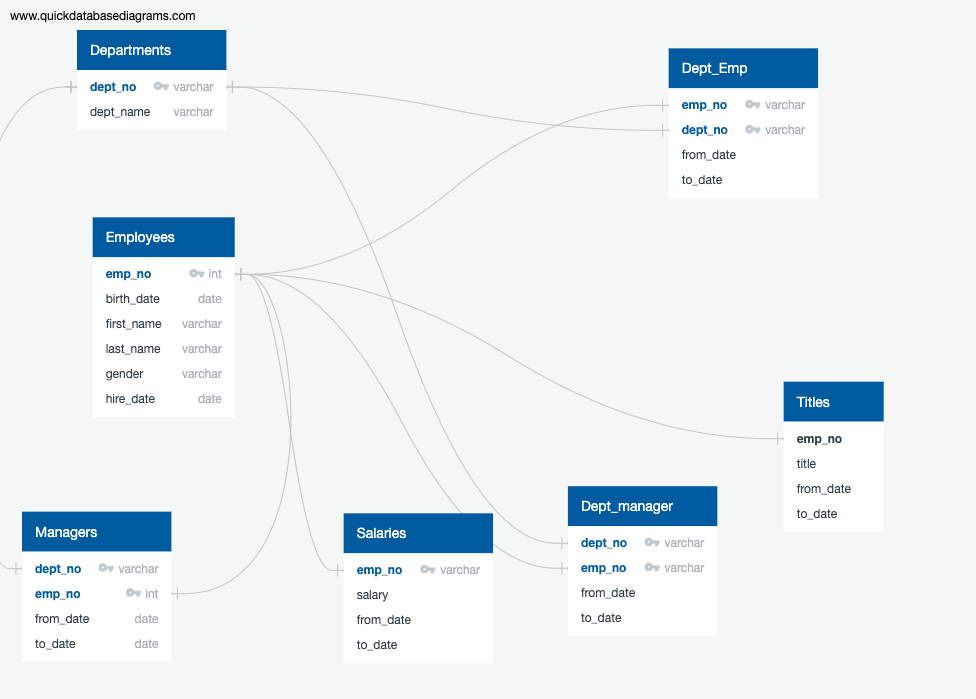 www.quickdatabasediagrams.com
Departments
dept_no varchar
dept_name varchar
Dept_Emp
emp_no varchar
dept_no varchar
from_date
to_date
Employees
emp_no int
birth_date date
first_name varchar
last_name varchar
gender varchar
hire_date date
Titles
emp_no
title
from_date
to_date
Managers
dept_no varchar
emp_no int
from_date date
to_date date
Salaries
emp_no varchar
salary
from_date
to_date
Dept_manager
dept_no varchar
emp_no varchar
from_date
to_date